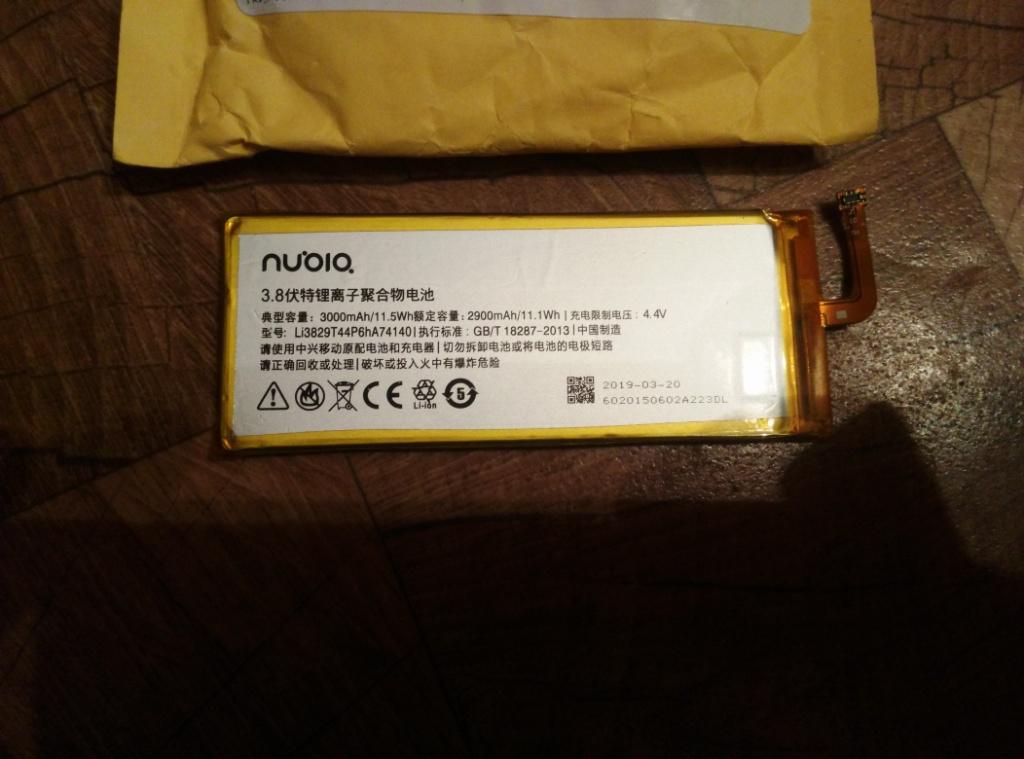 nubia
3.8伏特锂离子聚合物电池
典型容量: 3000mAh/11.5Wh额定容量: 2900mAh/11.1Wh | 充电限制电压: 4.4V
型号: Li3829T44P6hA74140 | 执行标准: GB/T 18287-2013 | 中国制造
请使用中兴移动原配电池和充电器 | 切勿拆卸电池或将电池的电极短路
请正确回收或处理 | 破坏或投入火中有爆炸危险
Li-ion
5
2019-03-20
6020150602A223DL